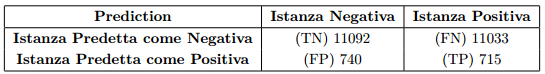 Prediction Istanza Negativa Istanza Positiva
Istanza Predetta come Negativa (TN) 11092 (FN) 11033
Istanza Predetta come Positiva (FP) 740 (TP) 715